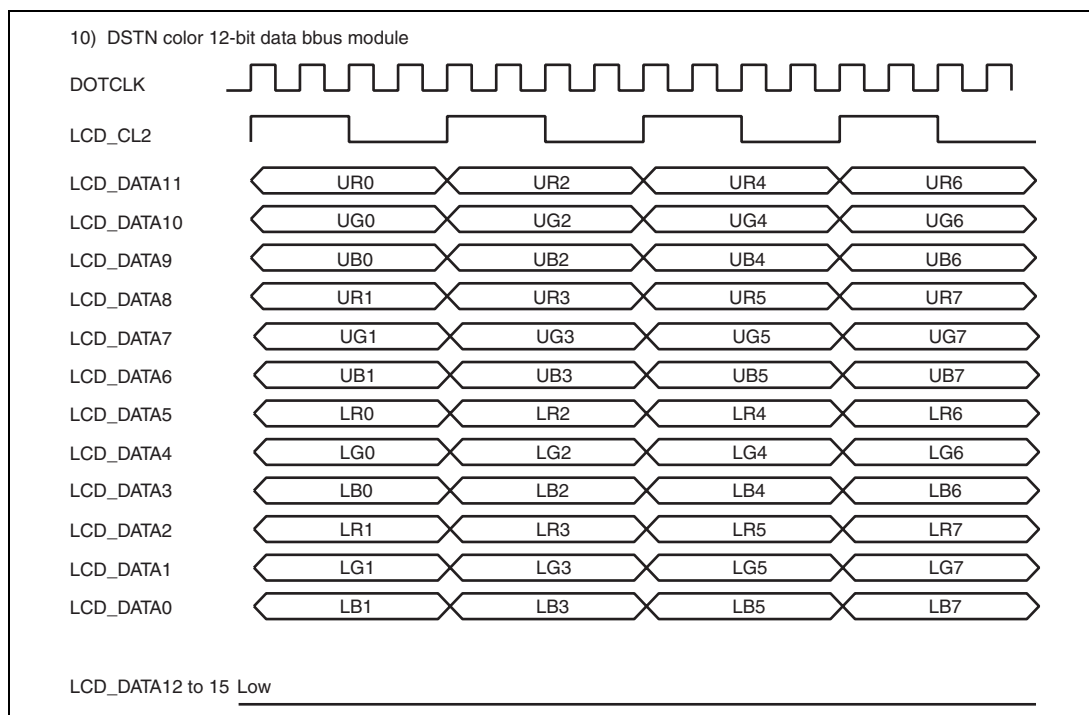 10) DSTN color 12-bit data bbus module
DOTCLK
LCD_CL2
LCD_DATA11 UR0 UR2 UR4 UR6
LCD_DATA10 UG0 UG2 UG4 UG6
LCD_DATA9 UB0 UB2 UB4 UB6
LCD_DATA8 UR1 UR3 UR5 UR7
LCD_DATA7 UG1 UG3 UG5 UG7
LCD_DATA6 UB1 UB3 UB5 UB7
LCD_DATA5 LR0 LR2 LR4 LR6
LCD_DATA4 LG0 LG2 LG4 LG6
LCD_DATA3 LB0 LB2 LB4 LB6
LCD_DATA2 LR1 LR3 LR5 LR7
LCD_DATA1 LG1 LG3 LG5 LG7
LCD_DATA0 LB1 LB3 LB5 LB7
LCD_DATA12 to 15 Low